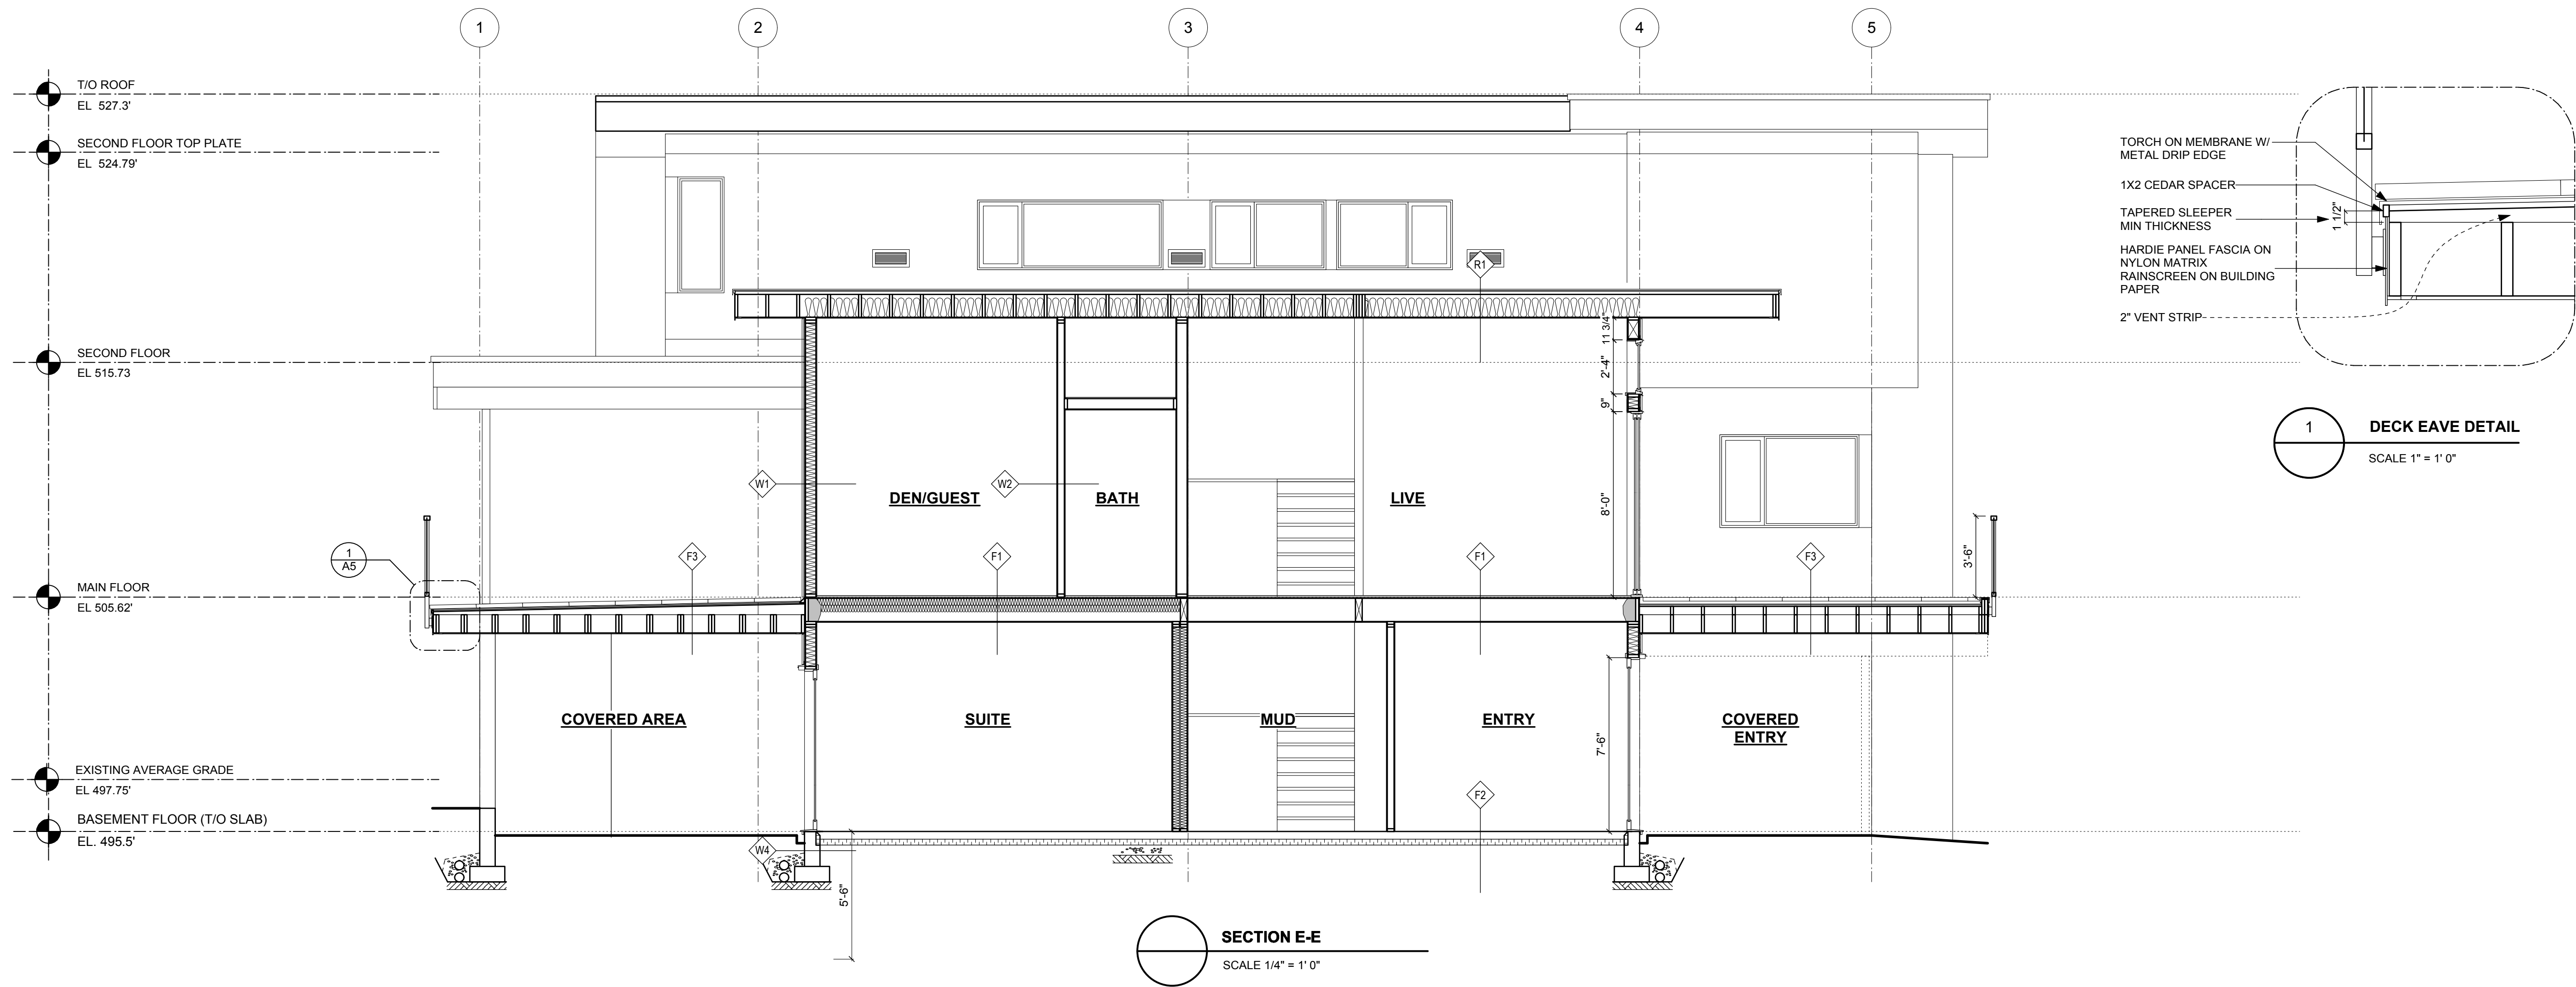 1
2
3
4
5
T/O ROOF
EL 527.3'
SECOND FLOOR TOP PLATE
EL 524.79'
SECOND FLOOR
EL 515.73
MAIN FLOOR
EL 505.62'
EXISTING AVERAGE GRADE
EL 497.75'
BASEMENT FLOOR (T/O SLAB)
EL. 495.5'
R1
11 3/4"
2'-4"
9"
8'-0"
W1
DEN/GUEST
W2
BATH
LIVE
1
A5
F3
F1
F1
F3
3'-6"
COVERED AREA
SUITE
MUD
ENTRY
COVERED
ENTRY
7'-6"
F2
W4
5'-6"
SECTION E-E
SCALE 1/4" = 1' 0"
TORCH ON MEMBRANE W/
METAL DRIP EDGE
1X2 CEDAR SPACER
TAPERED SLEEPER
MIN THICKNESS
1 1/2"
HARDIE PANEL FASCIA ON
NYLON MATRIX
RAINSCREEN ON BUILDING
PAPER
2" VENT STRIP
1
DECK EAVE DETAIL
SCALE 1" = 1' 0"